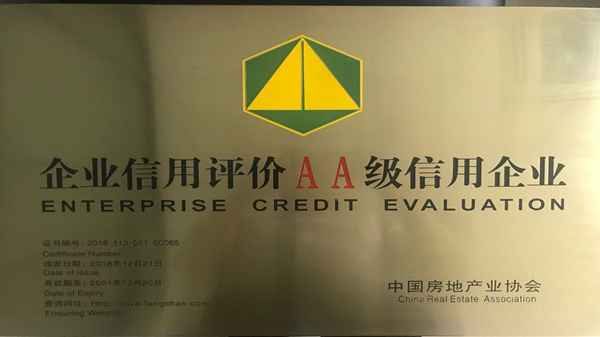 企业信用评价AA级信用企业
ENTERPRISE CREDIT EVALUATION
证书编号：2018 113 011 00055
Certificate Number
颁发日期：2018年12月21日
Date of Issue
有效期至：2021年12月20日
Date of Expiry
查询网址：Http://www.fangchan.com
Enquiring Website
中国房地产业协会
China Real Estate Association